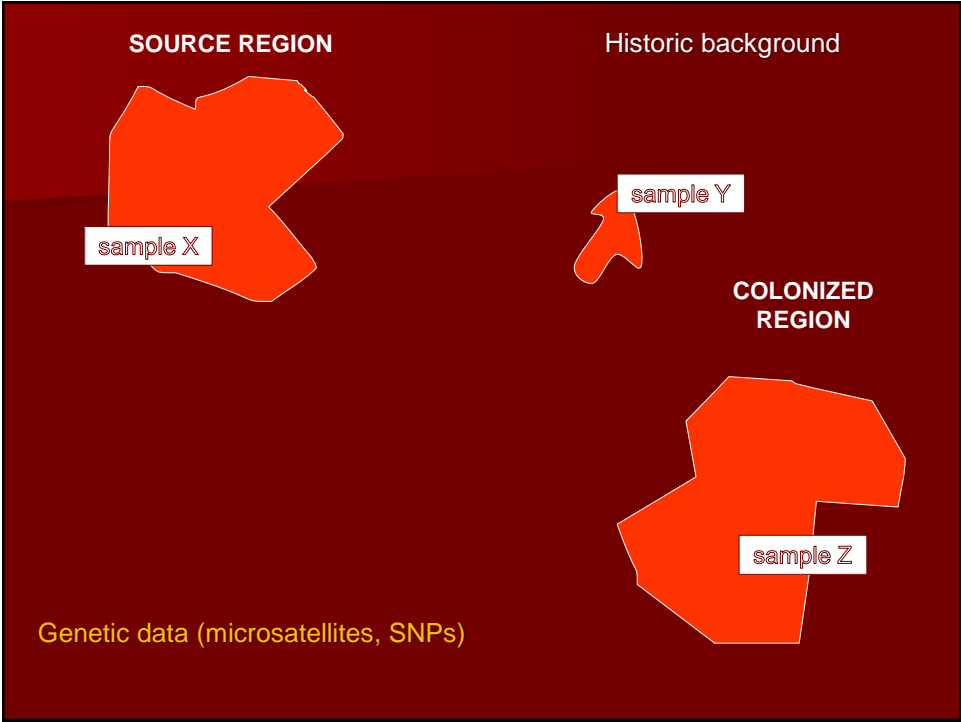 SOURCE REGION
Historic background
sample Y
sample X
COLONIZED
REGION
sample Z
Genetic data (microsatellites, SNPs)